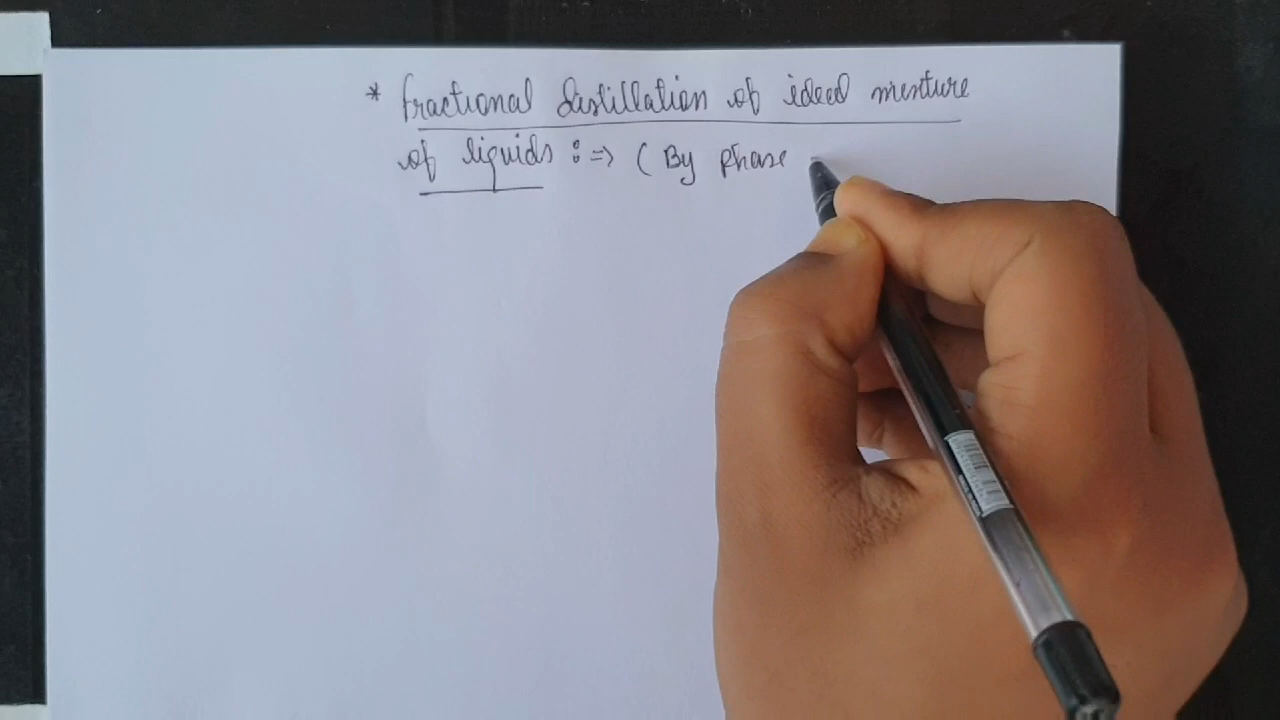 * fractional distillation of ideal mixture
of liquids :⇒ ( By phase